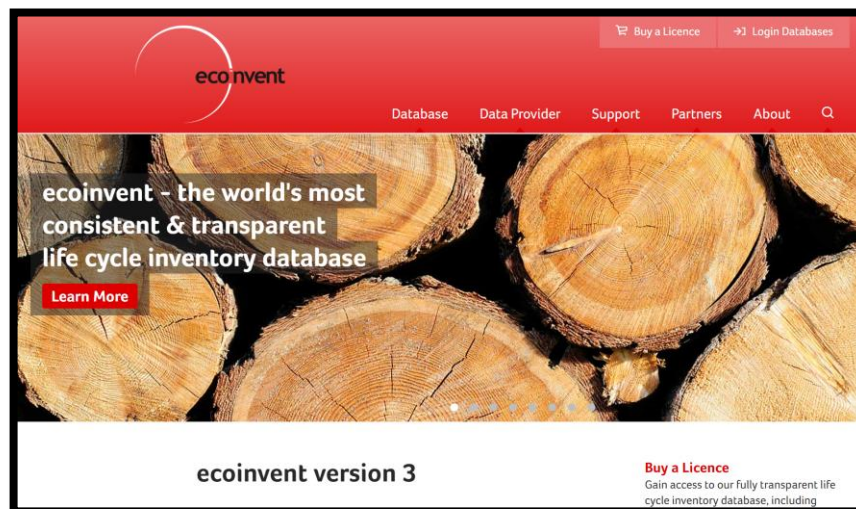 Buy a Licence
Login Databases
ecoinvent
Database
Data Provider
Support
Partners
About
ecoinvent - the world's most
consistent & transparent
life cycle inventory database
Learn More
ecoinvent version 3
Buy a Licence
Gain access to our fully transparent life
cycle inventory database, including